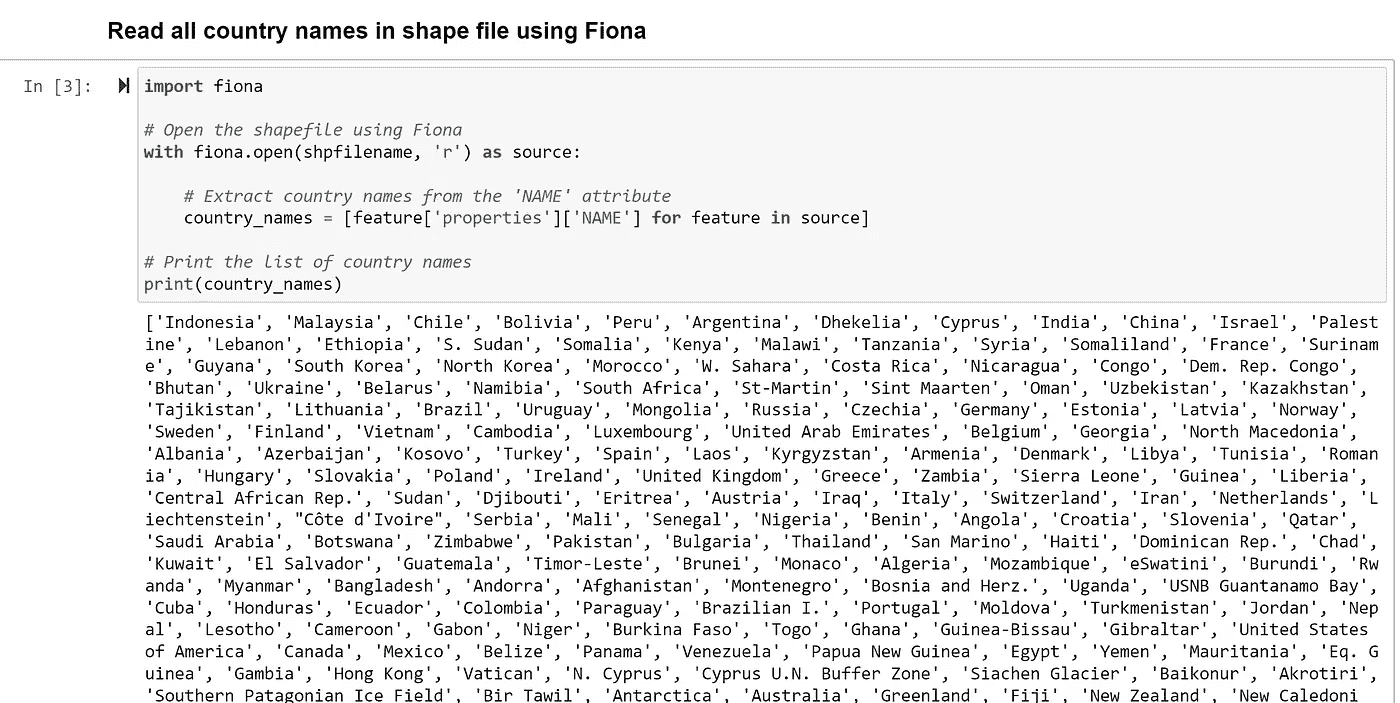 Read all country names in shape file using Fiona
In [3]:
import fiona
# Open the shapefile using Fiona
with fiona.open(shpfilename, 'r') as source:
# Extract country names from the 'NAME' attribute
country_names = [feature['properties']['NAME'] for feature in source]
# Print the list of country names
print(country_names)
['Indonesia', 'Malaysia', 'Chile', 'Bolivia', 'Peru', 'Argentina', 'Dhekelia', 'Cyprus', 'India', 'China', 'Israel', 'Palest
ine', 'Lebanon', 'Ethiopia', 'S. Sudan', 'Somalia', 'Kenya', 'Malawi', 'Tanzania', 'Syria', 'Somaliland', 'France', 'Surinam
e', 'Guyana', 'South Korea', 'North Korea', 'Morocco', 'W. Sahara', 'Costa Rica', 'Nicaragua', 'Congo', 'Dem. Rep. Congo',
'Bhutan', 'Ukraine', 'Belarus', 'Namibia', 'South Africa', 'St-Martin', 'Sint Maarten', 'Oman', 'Uzbekistan', 'Kazakhstan',
'Tajikistan', 'Lithuania', 'Brazil', 'Uruguay', 'Mongolia', 'Russia', 'Czechia', 'Germany', 'Estonia', 'Latvia', 'Norway',
'Sweden', 'Finland', 'Vietnam', 'Cambodia', 'Luxembourg', 'United Arab Emirates', 'Belgium', 'Georgia', 'North Macedonia',
'Albania', 'Azerbaijan', 'Kosovo', 'Turkey', 'Spain', 'Laos', 'Kyrgyzstan', 'Armenia', 'Denmark', 'Libya', 'Tunisia', 'Roman
ia', 'Hungary', 'Slovakia', 'Poland', 'Ireland', 'United Kingdom', 'Greece', 'Zambia', 'Sierra Leone', 'Guinea', 'Liberia',
'Central African Rep.', 'Sudan', 'Djibouti', 'Eritrea', 'Austria', 'Iraq', 'Italy', 'Switzerland', 'Iran', 'Netherlands', 'L
iechtenstein', "Côte d'Ivoire", 'Serbia', 'Mali', 'Senegal', 'Nigeria', 'Benin', 'Angola', 'Croatia', 'Slovenia', 'Qatar',
'Saudi Arabia', 'Botswana', 'Zimbabwe', 'Pakistan', 'Bulgaria', 'Thailand', 'San Marino', 'Haiti', 'Dominican Rep.', 'Chad',
'Kuwait', 'El Salvador', 'Guatemala', 'Timor-Leste', 'Brunei', 'Monaco', 'Algeria', 'Mozambique', 'eSwatini', 'Burundi', 'Rw
anda', 'Myanmar', 'Bangladesh', 'Andorra', 'Afghanistan', 'Montenegro', 'Bosnia and Herz.', 'Uganda', 'USNB Guantanamo Bay',
'Cuba', 'Honduras', 'Ecuador', 'Colombia', 'Paraguay', 'Brazilian I.', 'Portugal', 'Moldova', 'Turkmenistan', 'Jordan', 'Nep
al', 'Lesotho', 'Cameroon', 'Gabon', 'Niger', 'Burkina Faso', 'Togo', 'Ghana', 'Guinea-Bissau', 'Gibraltar', 'United States
of America', 'Canada', 'Mexico', 'Belize', 'Panama', 'Venezuela', 'Papua New Guinea', 'Egypt', 'Yemen', 'Mauritania', 'Eq. G
uinea', 'Gambia', 'Hong Kong', 'Vatican', 'N. Cyprus', 'Cyprus U.N. Buffer Zone', 'Siachen Glacier', 'Baikonur', 'Akrotiri',
'Southern Patagonian Ice Field', 'Bir Tawil', 'Antarctica', 'Australia', 'Greenland', 'Fiji', 'New Zealand', 'New Caledoni